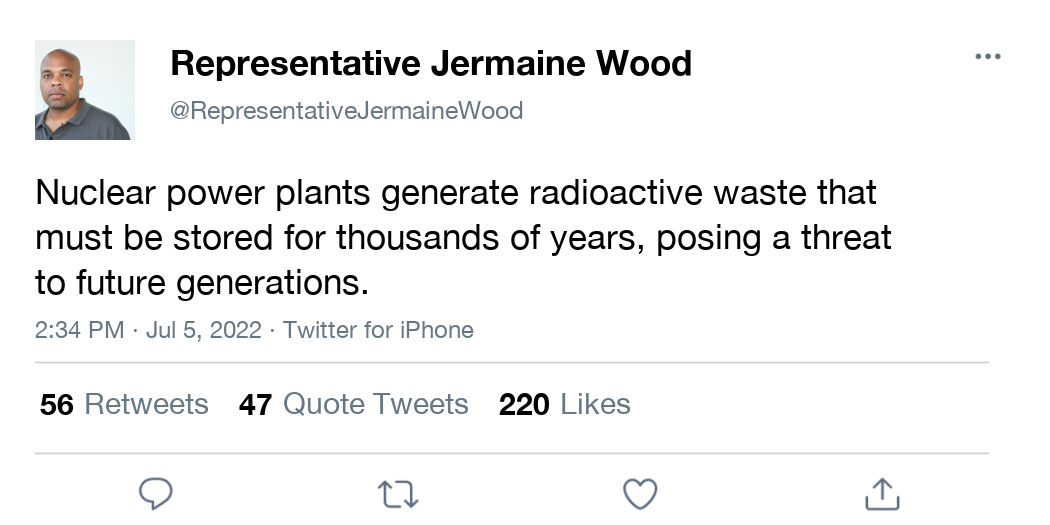 Representative Jermaine Wood
@RepresentativeJermaineWood
Nuclear power plants generate radioactive waste that
must be stored for thousands of years, posing a threat
to future generations.
2:34 PM · Jul 5, 2022 · Twitter for iPhone
56 Retweets 47 Quote Tweets 220 Likes